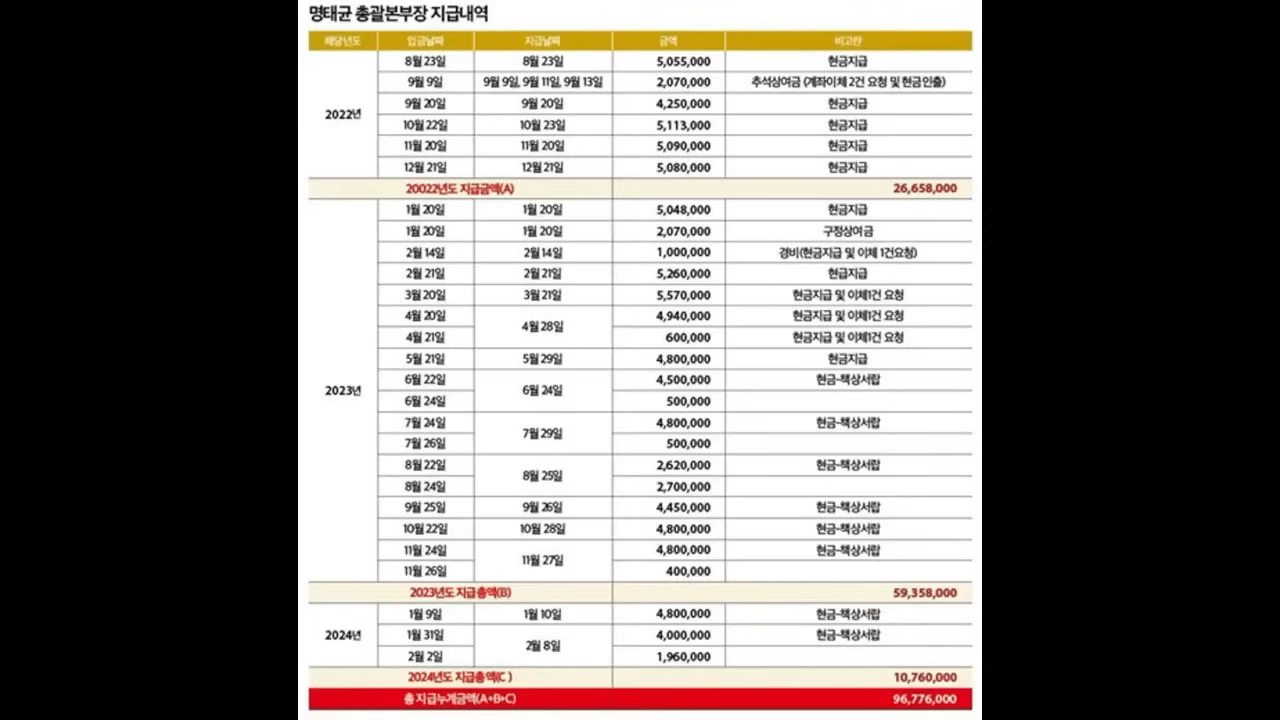 명태균 총괄본부장 지급내역
해당년도 입금날짜 지급날짜 금액 비고란
2022년
8월 23일 8월 23일 5,055,000 현금지급
9월 9일 9월 9일, 9월 11일, 9월 13일 2,070,000 추석상여금 (계좌이체 2건 요청 및 현금인출)
9월 20일 9월 20일 4,250,000 현금지급
10월 22일 10월 23일 5,113,000 현금지급
11월 20일 11월 20일 5,090,000 현금지급
12월 21일 12월 21일 5,080,000 현금지급
20022년도 지급금액(A) 26,658,000
2023년
1월 20일 1월 20일 5,048,000 현금지급
1월 20일 1월 20일 2,070,000 구정상여금
2월 14일 2월 14일 1,000,000 경비(현금지급 및 이체 1건요청)
2월 21일 2월 21일 5,260,000 현급지급
3월 20일 3월 21일 5,570,000 현금지급 및 이체1건 요청
4월 20일 4월 28일 4,940,000 현금지급 및 이체1건 요청
4월 21일 600,000 현금지급 및 이체1건 요청
5월 21일 5월 29일 4,800,000 현금지급
6월 22일 6월 24일 4,500,000 현금-책상서랍
6월 24일 500,000
7월 24일 7월 29일 4,800,000 현금-책상서랍
7월 26일 500,000
8월 22일 8월 25일 2,620,000 현금-책상서랍
8월 24일 2,700,000
9월 25일 9월 26일 4,450,000 현금-책상서랍
10월 22일 10월 28일 4,800,000 현금-책상서랍
11월 24일 11월 27일 4,800,000 현금-책상서랍
11월 26일 400,000
2023년도 지급총액(B) 59,358,000
2024년
1월 9일 1월 10일 4,800,000 현금-책상서랍
1월 31일 2월 8일 4,000,000 현금-책상서랍
2월 2일 1,960,000
2024년도 지급총액(C ) 10,760,000
총 지급누계금액(A+B+C) 96,776,000